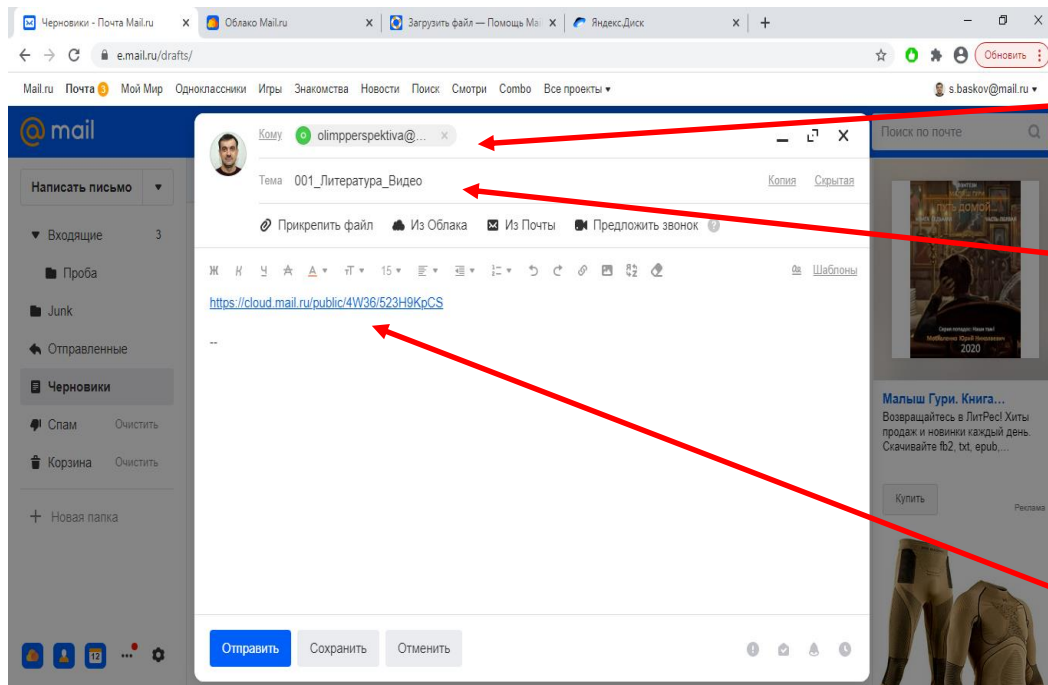 Черновики - Почта Mail.ru
Облако Mail.ru
Загрузить файл — Помощь Mai
Яндекс.Диск
e.mail.ru/drafts/
Обновить
Mail.ru Почта 3 Мой Мир Одноклассники Игры Знакомства Новости Поиск Смотри Combo Все проекты
s.baskov@mail.ru
mail
Поиск по почте
Написать письмо
Входящие 3
Проба
Junk
Отправленные
Черновики
Спам Очистить
Корзина Очистить
Новая папка
12
Кому olimpperspektiva@...
Тема 001_Литература_Видео
Копия Скрытая
Прикрепить файл Из Облака Из Почты Предложить звонок
Ж К Ч А А тТ 15
Шаблоны
https://cloud.mail.ru/public/4W36/523H9KpCS
--
Отправить Сохранить Отменить
ПУТЬ ДОМОЙ...
2020
Малыш Гури. Книга...
Возвращайтесь в ЛитРес! Хиты
продаж и новинки каждый день.
Скачивайте fb2, txt, epub,...
Купить
Реклама